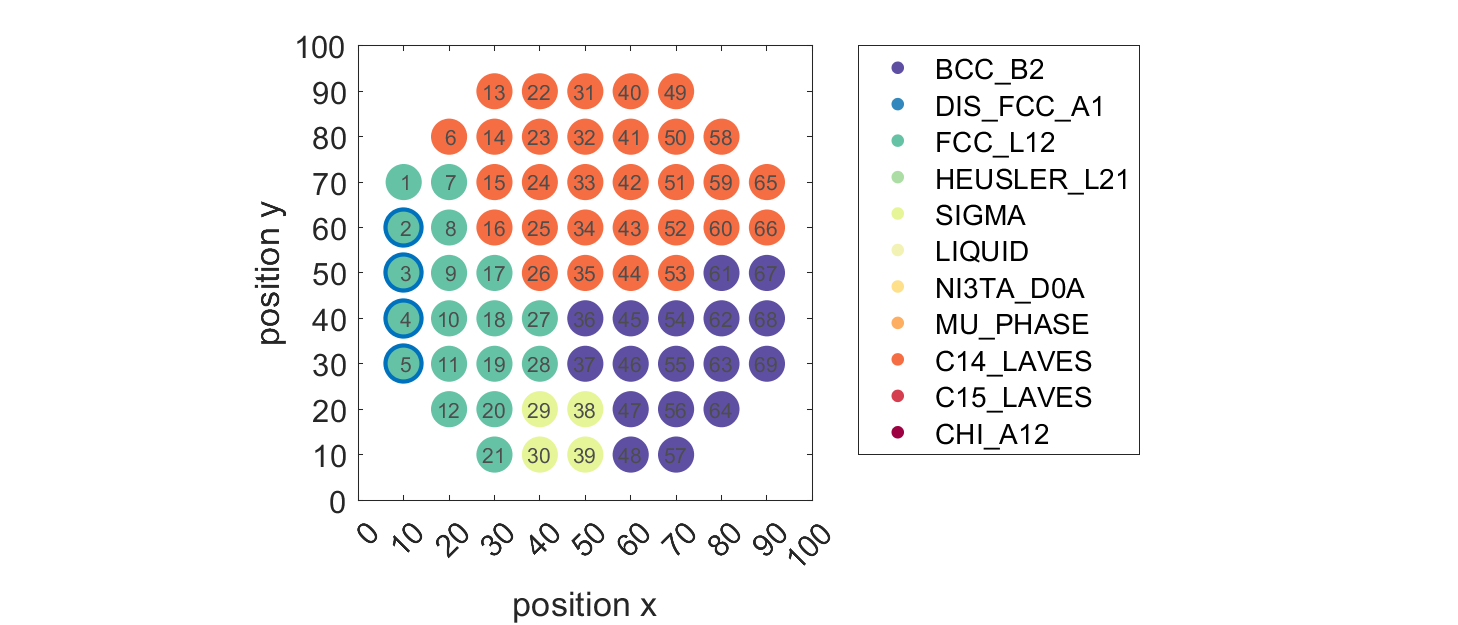 100
90
80
70
60
50
40
30
20
10
0
position y
13 22 31 40 49
6 14 23 32 41 50 58
1 7 15 24 33 42 51 59 65
2 8 16 25 34 43 52 60 66
3 9 17 26 35 44 53 61 67
4 10 18 27 36 45 54 62 68
5 11 19 28 37 46 55 63 69
12 20 29 38 47 56 64
21 30 39 48 57
0 10 20 30 40 50 60 70 80 90 100
position x
BCC_B2
DIS_FCC_A1
FCC_L12
HEUSLER_L21
SIGMA
LIQUID
NI3TA_D0A
MU_PHASE
C14_LAVES
C15_LAVES
CHI_A12